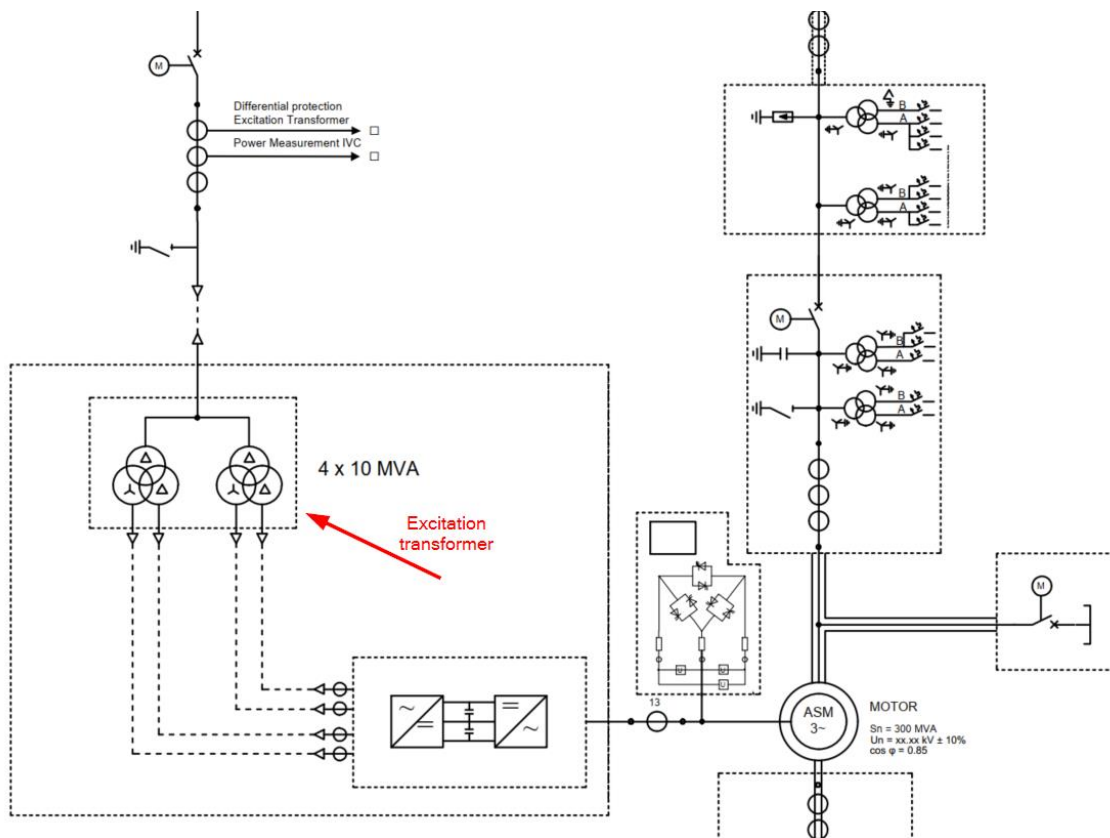 M
Differential protection
Excitation Transformer
Power Measurement IVC
4 x 10 MVA
Excitation
transformer
B
A
B
A
M
B
A
B
A
M
13
U
U
U
ASM
3~
MOTOR
Sn = 300 MVA
Un = xx.xx kV ± 10%
cos φ = 0.85